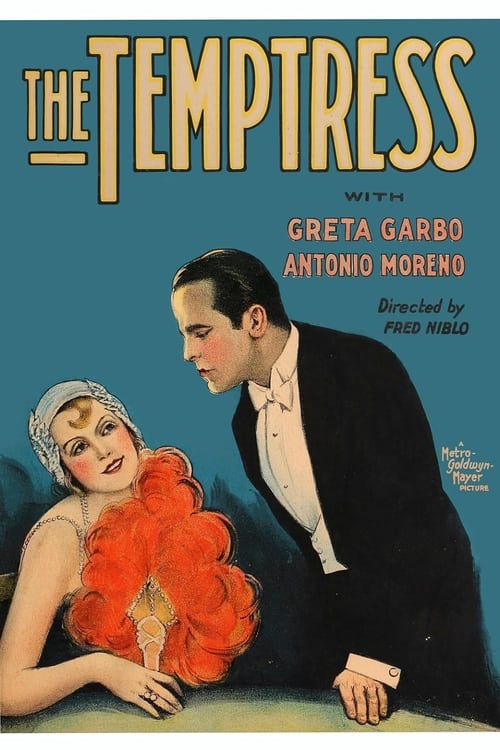 THE TEMPTRESS
WITH
GRETA GARBO
ANTONIO MORENO
Directed by
FRED NIBLO
A
Metro-
Goldwyn-
Mayer
PICTURE